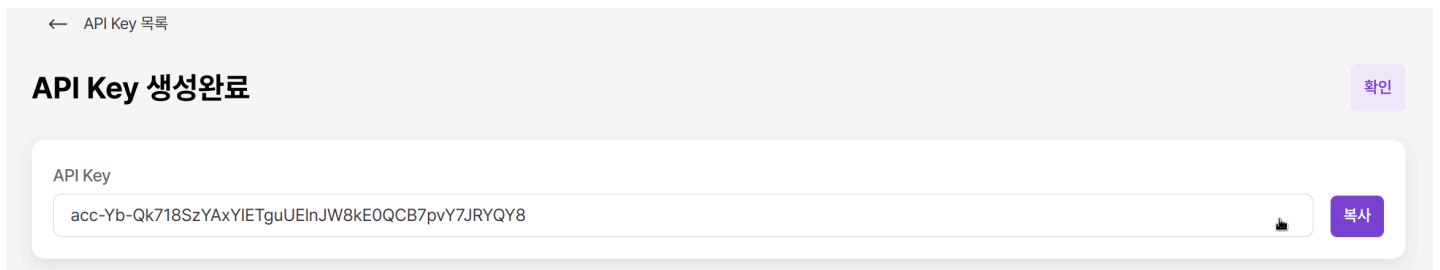 ← API Key 목록
API Key 생성완료
확인
API Key
acc-Yb-Qk718SzYAxYlETguUElnJW8kE0QCB7pvY7JRYQY8
복사